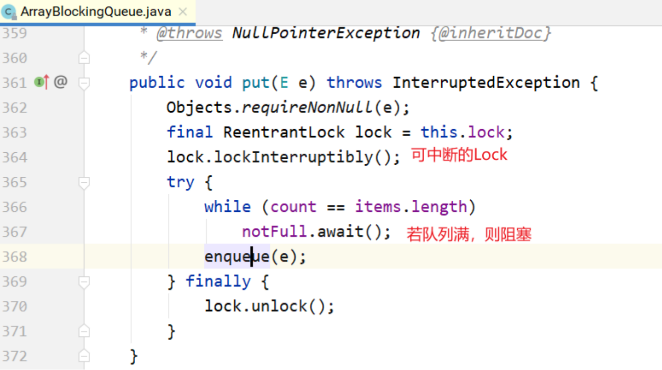 ArrayBlockingQueue.java
359 * @throws NullPointerException {@inheritDoc}
360 */
361 public void put(E e) throws InterruptedException {
362 Objects.requireNonNull(e);
363 final ReentrantLock lock = this.lock;
364 lock.lockInterruptibly(); 可中断的Lock
365 try {
366 while (count == items.length)
367 notFull.await(); 若队列满，则阻塞
368 enqueue(e);
369 } finally {
370 lock.unlock();
371 }
372 }